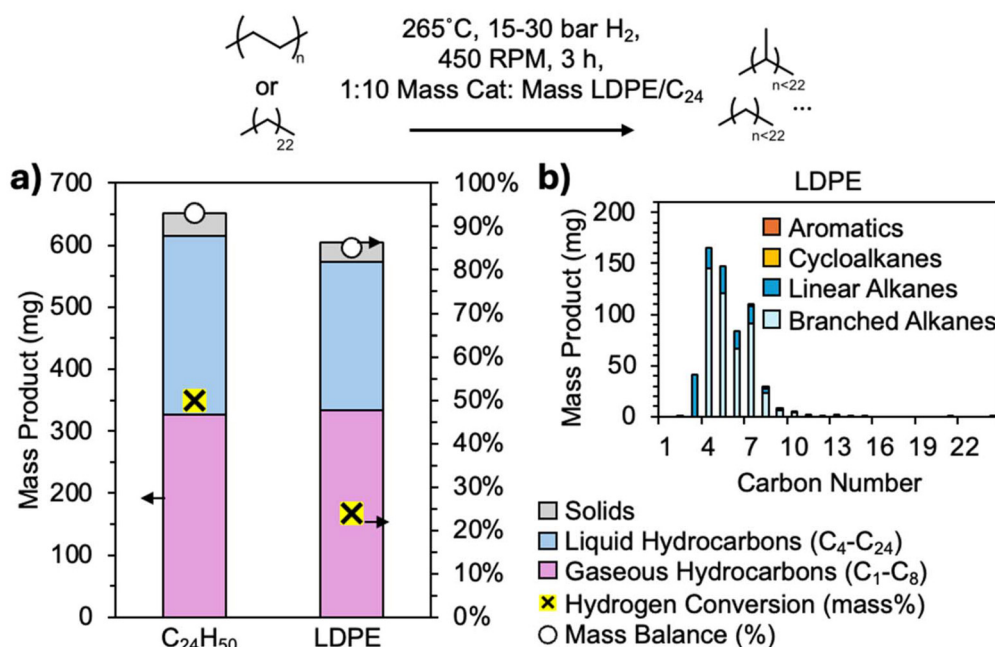 265°C, 15-30 bar H₂,
450 RPM, 3 h,
1:10 Mass Cat: Mass LDPE/C₂₄
n
or
22
n<22
n<22
...
a)
700
600
500
400
300
200
100
0
Mass Product (mg)
100%
90%
80%
70%
60%
50%
40%
30%
20%
10%
0%
C₂₄H₅₀ LDPE
b)
LDPE
Mass Product (mg)
200
150
100
50
0
Aromatics
Cycloalkanes
Linear Alkanes
Branched Alkanes
1 4 7 10 13 16 19 22
Carbon Number
Solids
Liquid Hydrocarbons (C₄-C₂₄)
Gaseous Hydrocarbons (C₁-C₈)
Hydrogen Conversion (mass%)
Mass Balance (%)